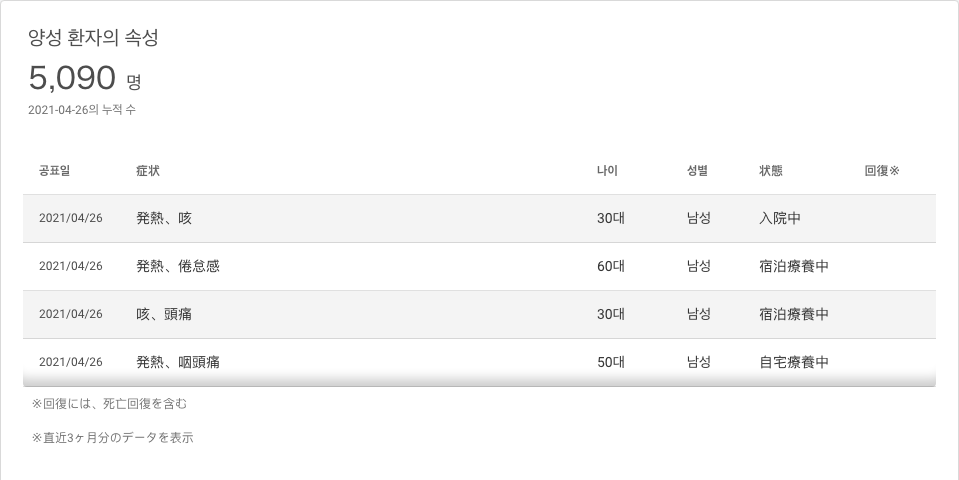 양성 환자의 속성
5,090 명
2021-04-26의 누적 수
공표일 症状 나이 성별 状態 回復※
2021/04/26 発熱、咳 30대 남성 入院中
2021/04/26 発熱、倦怠感 60대 남성 宿泊療養中
2021/04/26 咳、頭痛 30대 남성 宿泊療養中
2021/04/26 発熱、咽頭痛 50대 남성 自宅療養中
※回復には、死亡回復を含む
※直近3ヶ月分のデータを表示